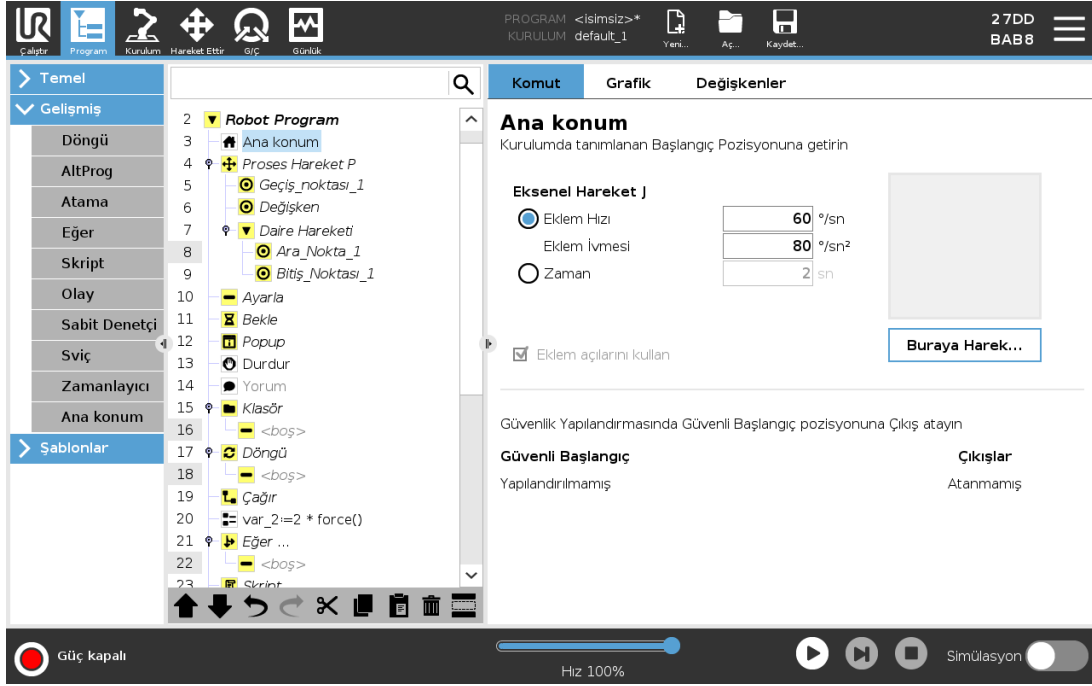 PROGRAM <isimsiz>*
KURULUM default_1
Çalıştır
Program
Kurulum
Hareket Ettir
G/Ç
Günlük
Yeni...
Aç...
Kaydet...
27DD
BAB8
Temel
Gelişmiş
Döngü
AltProg
Atama
Eğer
Skript
Olay
Sabit Denetçi
Sviç
Zamanlayıcı
Ana konum
Şablonlar
2 Robot Program
3 Ana konum
4 Proses Hareket P
5 Geçiş_noktası_1
6 Değişken
7 Daire Hareketi
8 Ara_Nokta_1
9 Bitiş_Noktası_1
10 Ayarla
11 Bekle
12 Popup
13 Durdur
14 Yorum
15 Klasör
16 <boş>
17 Döngü
18 <boş>
19 Çağır
20 var_2:=2 * force()
21 Eğer ...
22 <boş>
23 Skript
Komut
Grafik
Değişkenler
Ana konum
Kurulumda tanımlanan Başlangıç Pozisyonuna getirin
Eksenel Hareket J
Eklem Hızı 60 °/sn
Eklem İvmesi 80 °/sn²
Zaman 2 sn
Eklem açılarını kullan
Buraya Harek...
Güvenlik Yapılandırmasında Güvenli Başlangıç pozisyonuna Çıkış atayın
Güvenli Başlangıç Çıkışlar
Yapılandırılmamış Atanmamış
Güç kapalı
Hız 100%
Simülasyon